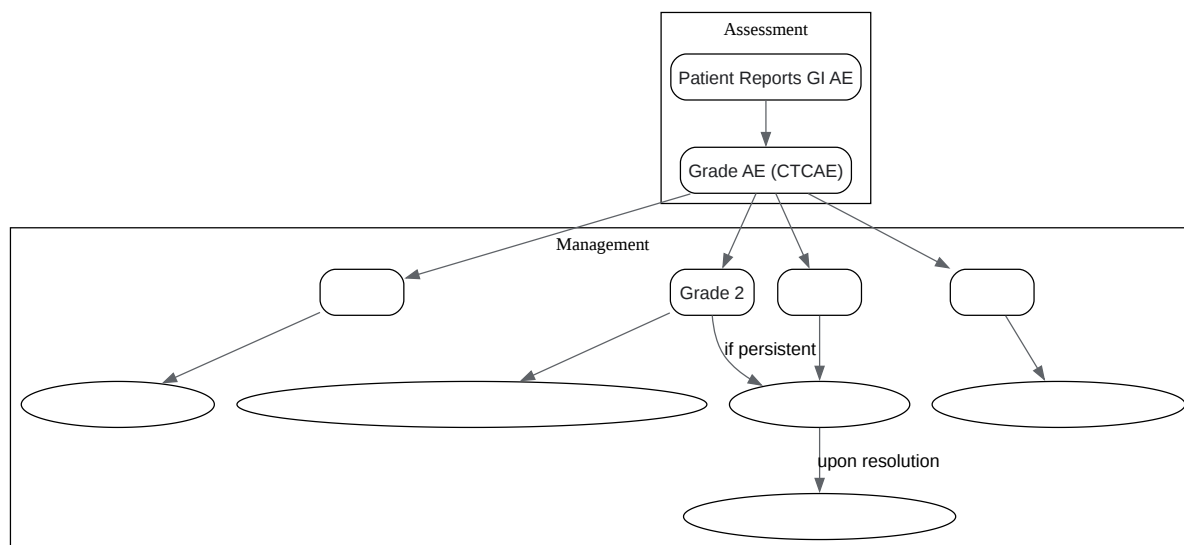 Assessment
Patient Reports GI AE
Grade AE (CTCAE)
Management
Grade 2
if persistent
upon resolution